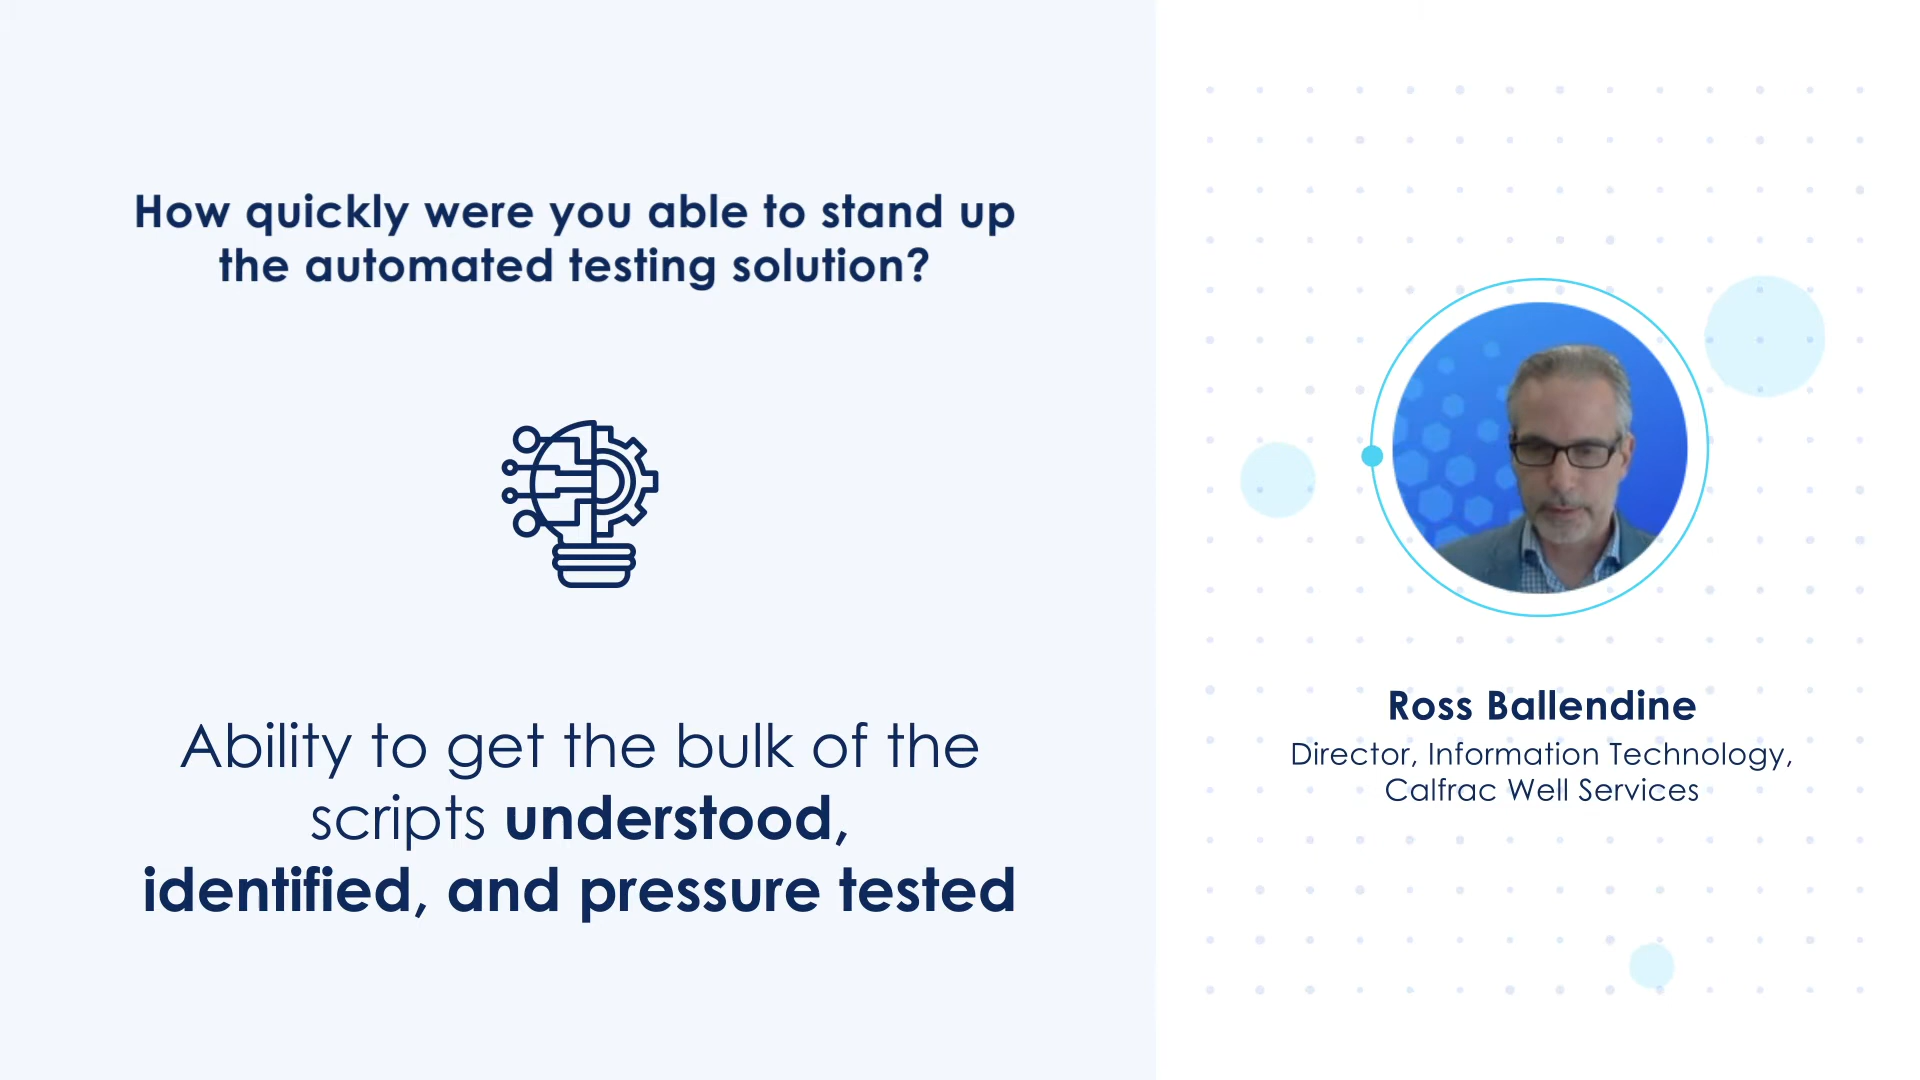 How quickly were you able to stand up
the automated testing solution?
Ability to get the bulk of the
scripts understood,
identified, and pressure tested
Ross Ballendine
Director, Information Technology,
Calfrac Well Services